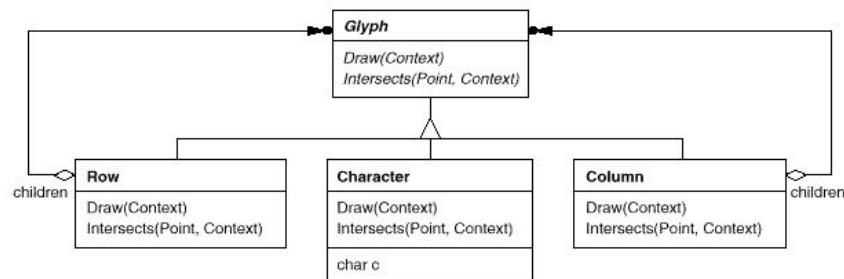 Glyph
Draw(Context)
Intersects(Point, Context)
children
Row
Draw(Context)
Intersects(Point, Context)
Character
Draw(Context)
Intersects(Point, Context)
char c
Column
Draw(Context)
Intersects(Point, Context)
children